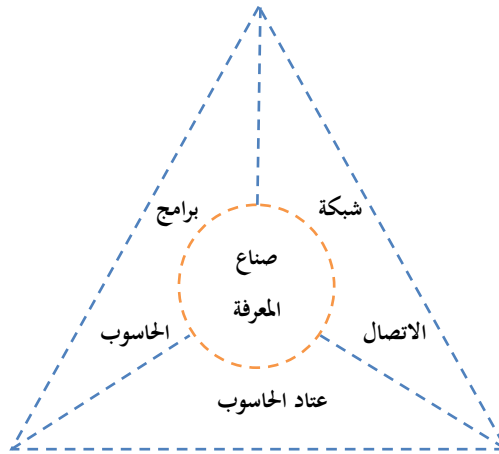 شبكة
الاتصال
برامج
الحاسوب
صناع
المعرفة
عتاد الحاسوب